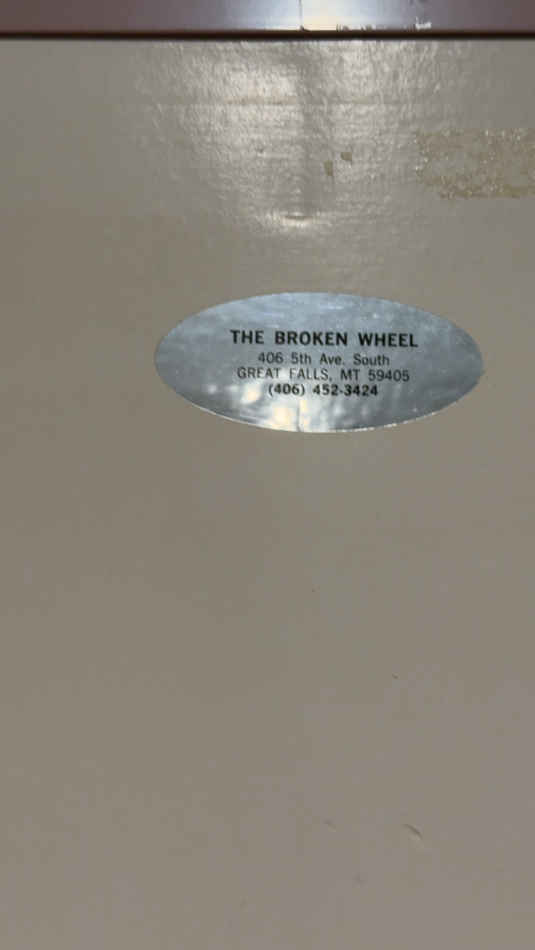 THE BROKEN WHEEL
406 5th Ave. South
GREAT FALLS, MT 59405
(406) 452-3424